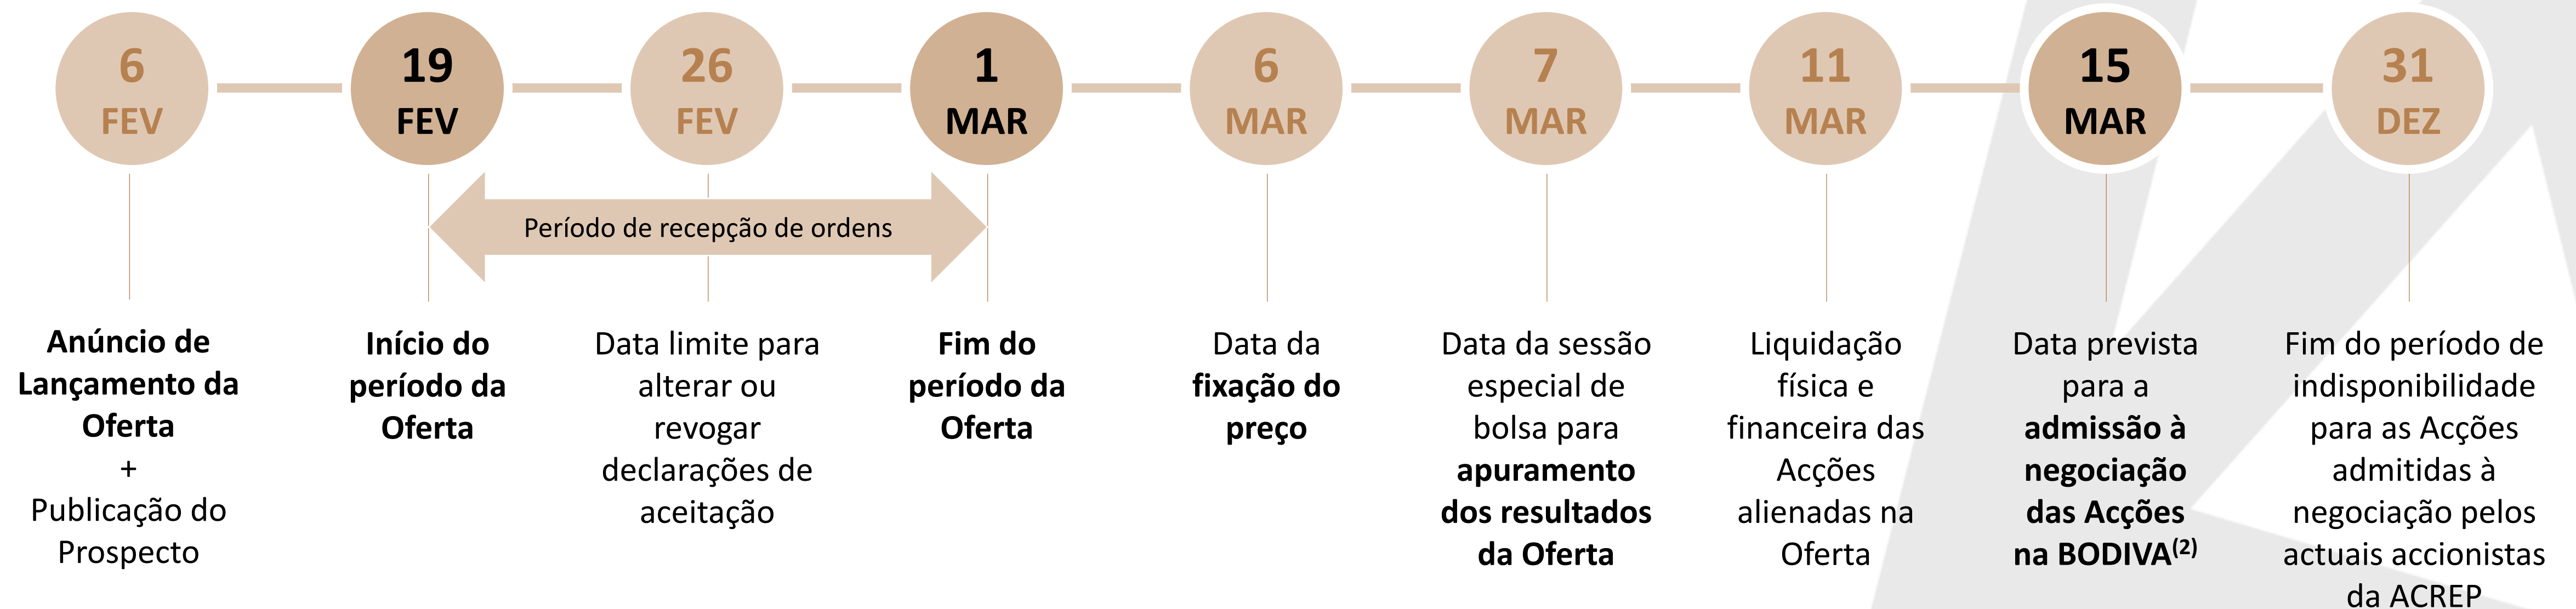 6
FEV
19
FEV
26
FEV
1
MAR
6
MAR
7
MAR
11
MAR
15
MAR
31
DEZ
Período de recepção de ordens
Anúncio de
Lançamento da
Oferta
+
Publicação do
Prospecto
Início do
período da
Oferta
Data limite para
alterar ou
revogar
declarações de
aceitação
Fim do
período da
Oferta
Data da
fixação do
preço
Data da sessão
especial de
bolsa para
apuramento
dos resultados
da Oferta
Liquidação
física e
financeira das
Acções
alienadas na
Oferta
Data prevista
para a
admissão à
negociação
das Acções
na BODIVA(2)
Fim do período de
indisponibilidade
para as Acções
admitidas à
negociação pelos
actuais accionistas
da ACREP